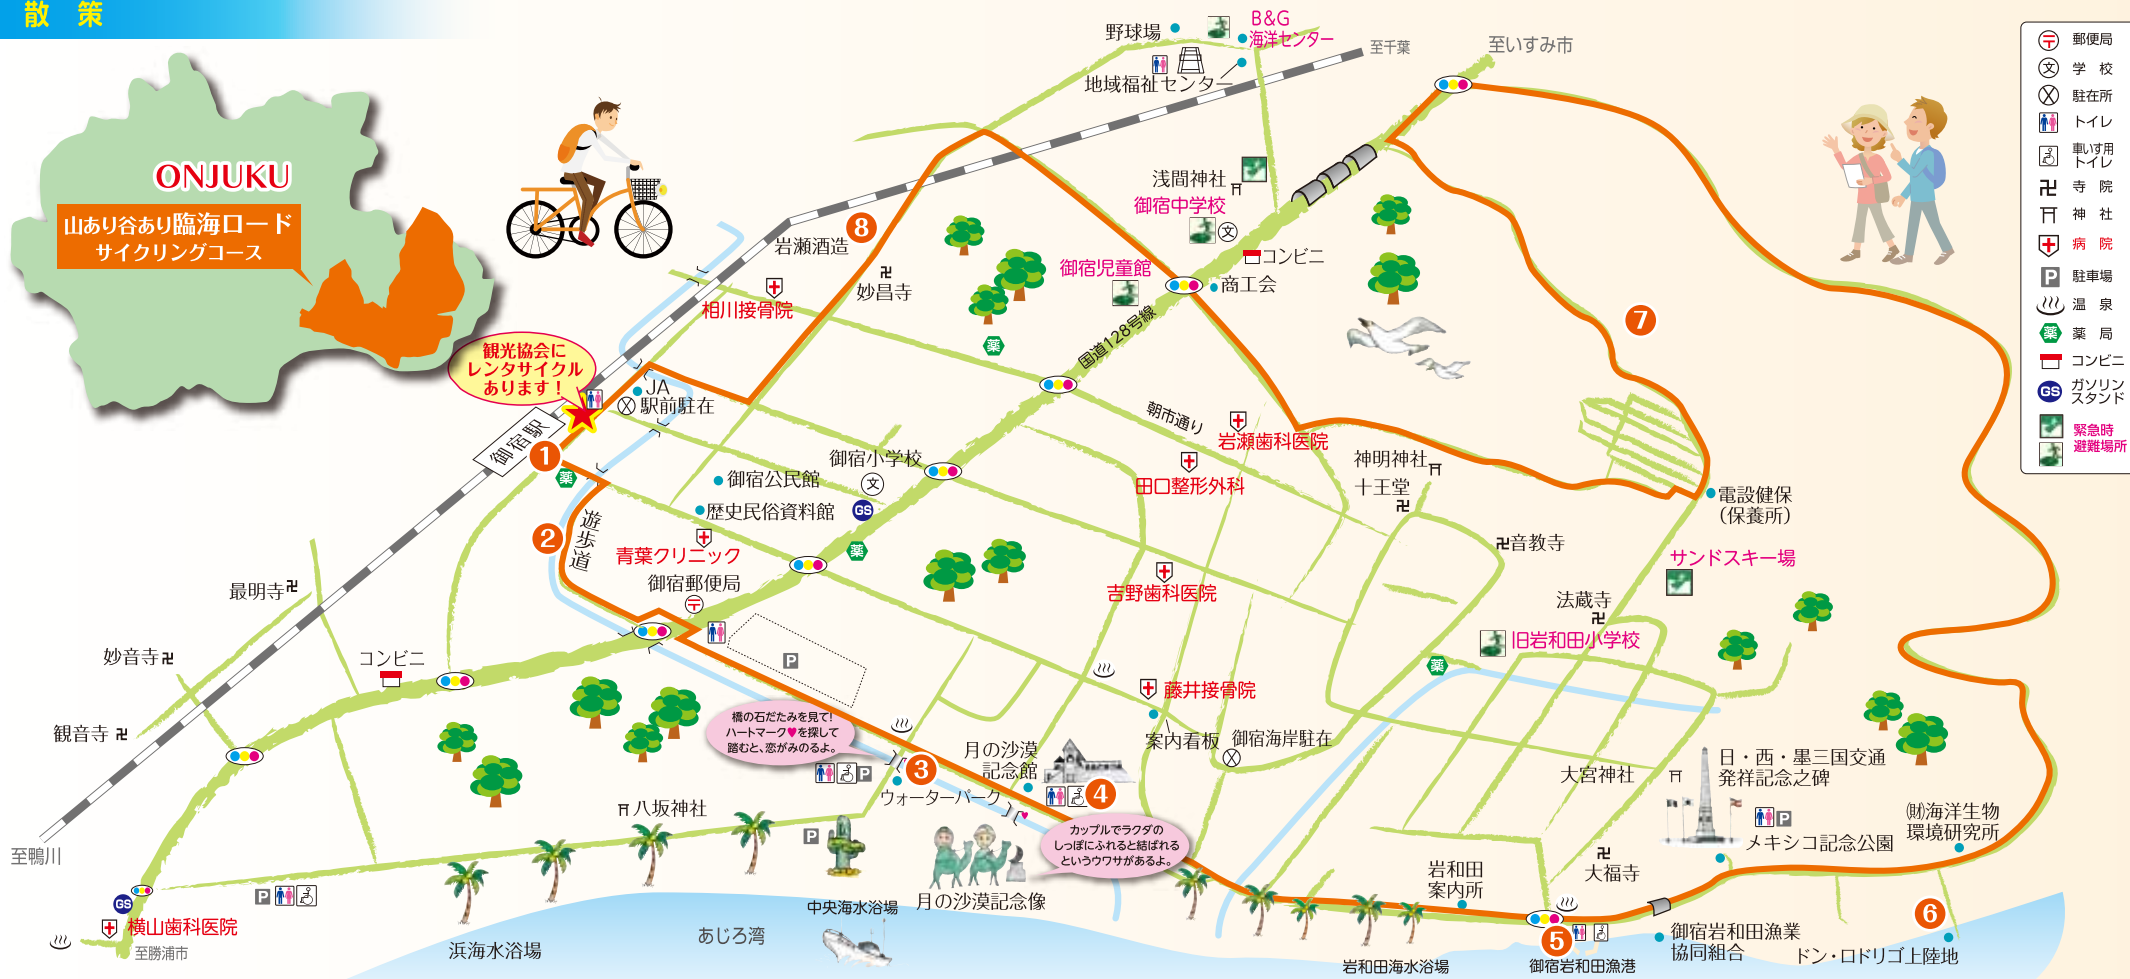 散 策
ONJUKU
山あり谷あり臨海ロード
サイクリングコース
観光協会に
レンタサイクル
あります!
野球場
B&G
海洋センター
地域福祉センター
至千葉
至いすみ市
浅間神社
御宿中学校
文
コンビニ
商工会
御宿児童館
国道128号線
岩瀬酒造
8
妙昌寺
相川接骨院
薬
JA
駅前駐在
御宿駅
1
薬
2
遊歩道
御宿公民館
歴史民俗資料館
御宿小学校
文
GS
薬
青葉クリニック
御宿郵便局
朝市通り
岩瀬歯科医院
田口整形外科
神明神社
十王堂
7
電設健保
(保養所)
音教寺
サンドスキー場
法蔵寺
旧岩和田小学校
薬
吉野歯科医院
最明寺
妙音寺
観音寺
コンビニ
至鴨川
P
橋の石だたみを見て!
ハートマーク♥を探して
踏むと、恋がみのるよ。
P
3
ウォーターパーク
月の沙漠
記念館
4
藤井接骨院
案内看板
御宿海岸駐在
カップルでラクダの
しっぽにふれると結ばれる
というウワサがあるよ。
八坂神社
P
月の沙漠記念像
中央海水浴場
あじろ湾
浜海水浴場
P
GS
横山歯科医院
至勝浦市
大宮神社
日・西・墨三国交通
発祥記念之碑
P
メキシコ記念公園
㈶海洋生物
環境研究所
大福寺
岩和田
案内所
5
御宿岩和田漁港
岩和田海水浴場
御宿岩和田漁業
協同組合
6
ドン・ロドリゴ上陸地
郵便局
文 学 校
駐在所
トイレ
車いす用
トイレ
寺 院
神 社
病 院
P 駐車場
温 泉
薬 薬 局
コンビニ
GS ガソリン
スタンド
緊急時
避難場所